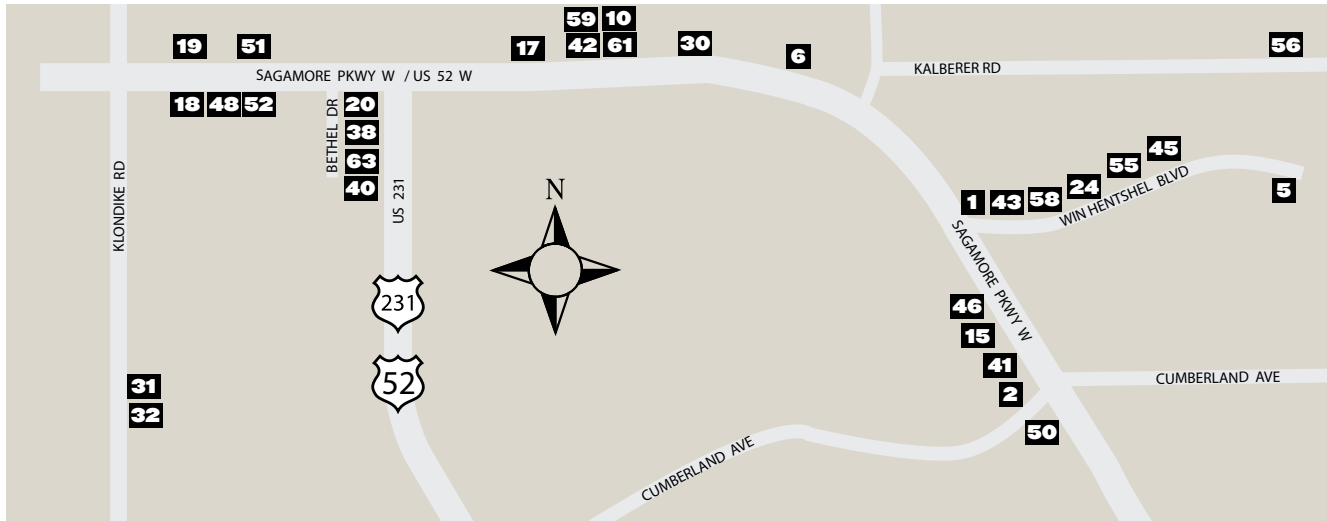 59 10
19 51 17 42 61 30 6 56
SAGAMORE PKWY W / US 52 W
KALBERER RD
18 48 52 20
BETHEL DR
38
63
40
KLONDIKE RD
US 231
45
55
24
1 43 58
5
WIN HENTSHEL BLVD
N
SAGAMORE PKWY W
231
46
15
41
2
52
31
32
CUMBERLAND AVE
50
CUMBERLAND AVE